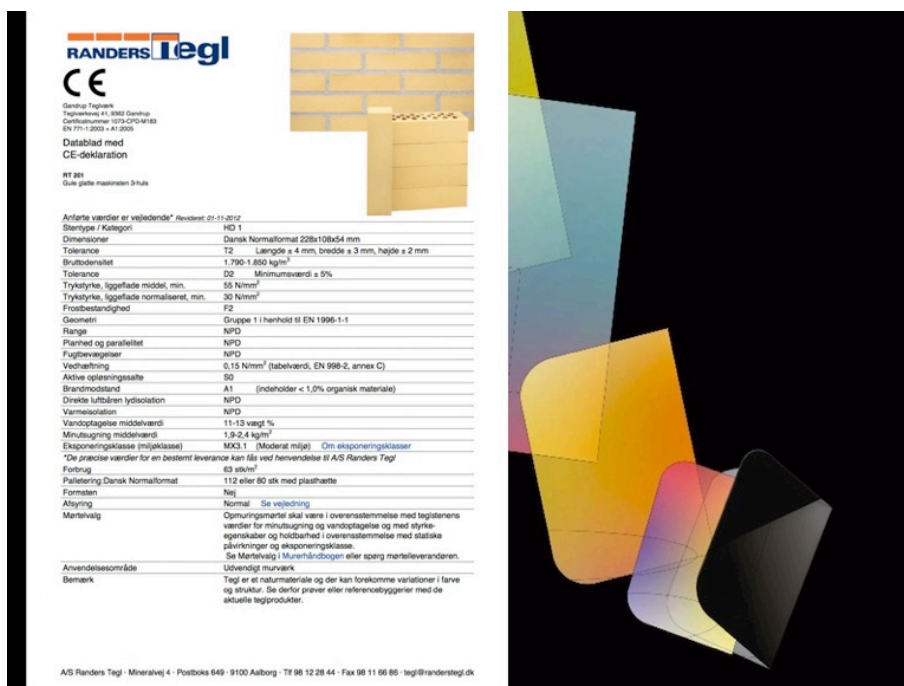 RANDERS Tegl
CE
Gandrup Teglværk
Teglværksvej 41, 9362 Gandrup
Certifikatnummer 1073-CPD-M183
EN 771-1:2003 + A1:2005
Datablad med
CE-deklaration
RT 201
Gule glatte maskinsten 3-huls
Anførte værdier er vejledende* Revideret: 01-11-2012
Stentype / Kategori HD 1
Dimensioner Dansk Normalformat 228x108x54 mm
Tolerance T2 Længde ± 4 mm, bredde ± 3 mm, højde ± 2 mm
Bruttodensitet 1.790-1.850 kg/m³
Tolerance D2 Minimumsværdi ± 5%
Trykstyrke, liggeflade middel, min. 55 N/mm²
Trykstyrke, liggeflade normaliseret, min. 30 N/mm²
Frostbestandighed F2
Geometri Gruppe 1 i henhold til EN 1996-1-1
Range NPD
Planhed og parallelitet NPD
Fugtbevægelser NPD
Vedhæftning 0,15 N/mm² (tabelværdi, EN 998-2, annex C)
Aktive opløsningssalte S0
Brandmodstand A1 (indeholder < 1,0% organisk materiale)
Direkte luftbåren lydisolation NPD
Varmeisolation NPD
Vandoptagelse middelværdi 11-13 vægt %
Minutsugning middelværdi 1,9-2,4 kg/m²
Eksponeringsklasse (miljøklasse) MX3.1 (Moderat miljø) Om eksponeringsklasser
*De præcise værdier for en bestemt leverance kan fås ved henvendelse til A/S Randers Tegl
Forbrug 63 stk/m²
Palletering:Dansk Normalformat 112 eller 80 stk med plasthætte
Formsten Nej
Afsyring Normal Se vejledning
Mørtelvalg Opmuringsmørtel skal være i overensstemmelse med teglstenens
værdier for minutsugning og vandoptagelse og med styrke-
egenskaber og holdbarhed i overensstemmelse med statiske
påvirkninger og eksponeringsklasse.
Se Mørtelvalg i Murerhåndbogen eller spørg mørtelleverandøren.
Anvendelsesområde Udvendigt murværk
Bemærk Tegl er et naturmateriale og der kan forekomme variationer i farve
og struktur. Se derfor prøver eller referencebyggerier med de
aktuelle teglprodukter.
A/S Randers Tegl · Mineralvej 4 · Postboks 649 · 9100 Aalborg · Tlf 98 12 28 44 · Fax 98 11 66 86 · tegl@randerstegl.dk